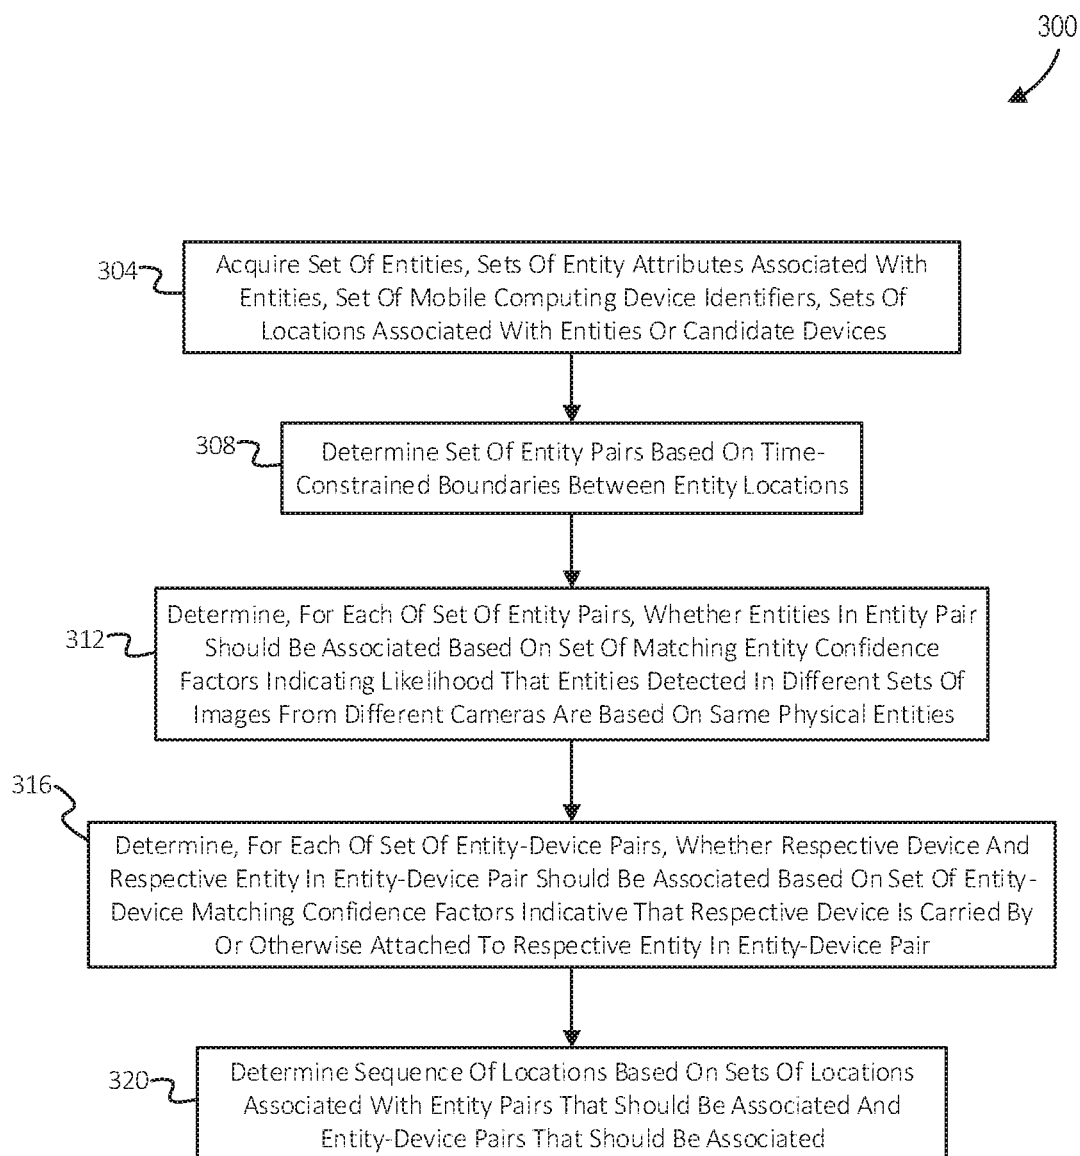 300
304
Acquire Set Of Entities, Sets Of Entity Attributes Associated With
Entities, Set Of Mobile Computing Device Identifiers, Sets Of
Locations Associated With Entities Or Candidate Devices
308
Determine Set Of Entity Pairs Based On Time-
Constrained Boundaries Between Entity Locations
312
Determine, For Each Of Set Of Entity Pairs, Whether Entities In Entity Pair
Should Be Associated Based On Set Of Matching Entity Confidence
Factors Indicating Likelihood That Entities Detected In Different Sets Of
Images From Different Cameras Are Based On Same Physical Entities
316
Determine, For Each Of Set Of Entity-Device Pairs, Whether Respective Device And
Respective Entity In Entity-Device Pair Should Be Associated Based On Set Of Entity-
Device Matching Confidence Factors Indicative That Respective Device Is Carried By
Or Otherwise Attached To Respective Entity In Entity-Device Pair
320
Determine Sequence Of Locations Based On Sets Of Locations
Associated With Entity Pairs That Should Be Associated And
Entity-Device Pairs That Should Be Associated